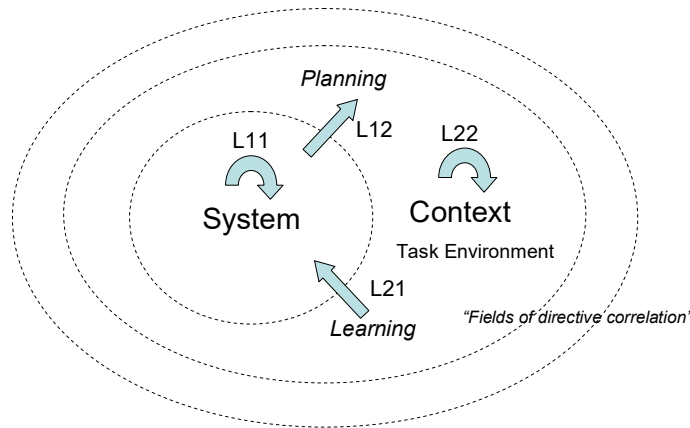 Planning
L12
L11
L22
System
Context
Task Environment
L21
Learning
“Fields of directive correlation’